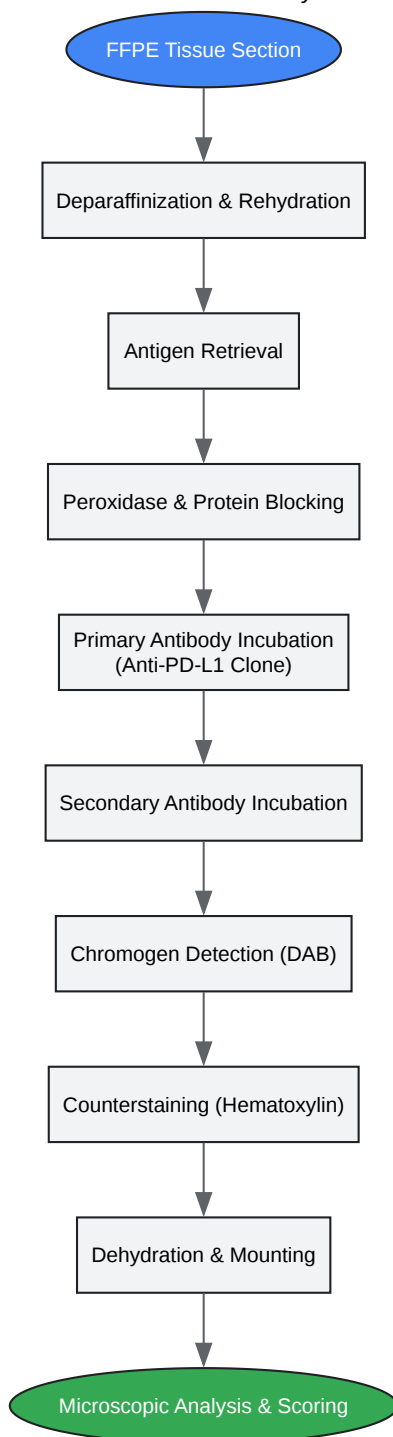 FFPE Tissue Section
Deparaffinization & Rehydration
Antigen Retrieval
Peroxidase & Protein Blocking
Primary Antibody Incubation
(Anti-PD-L1 Clone)
Secondary Antibody Incubation
Chromogen Detection (DAB)
Counterstaining (Hematoxylin)
Dehydration & Mounting
Microscopic Analysis & Scoring